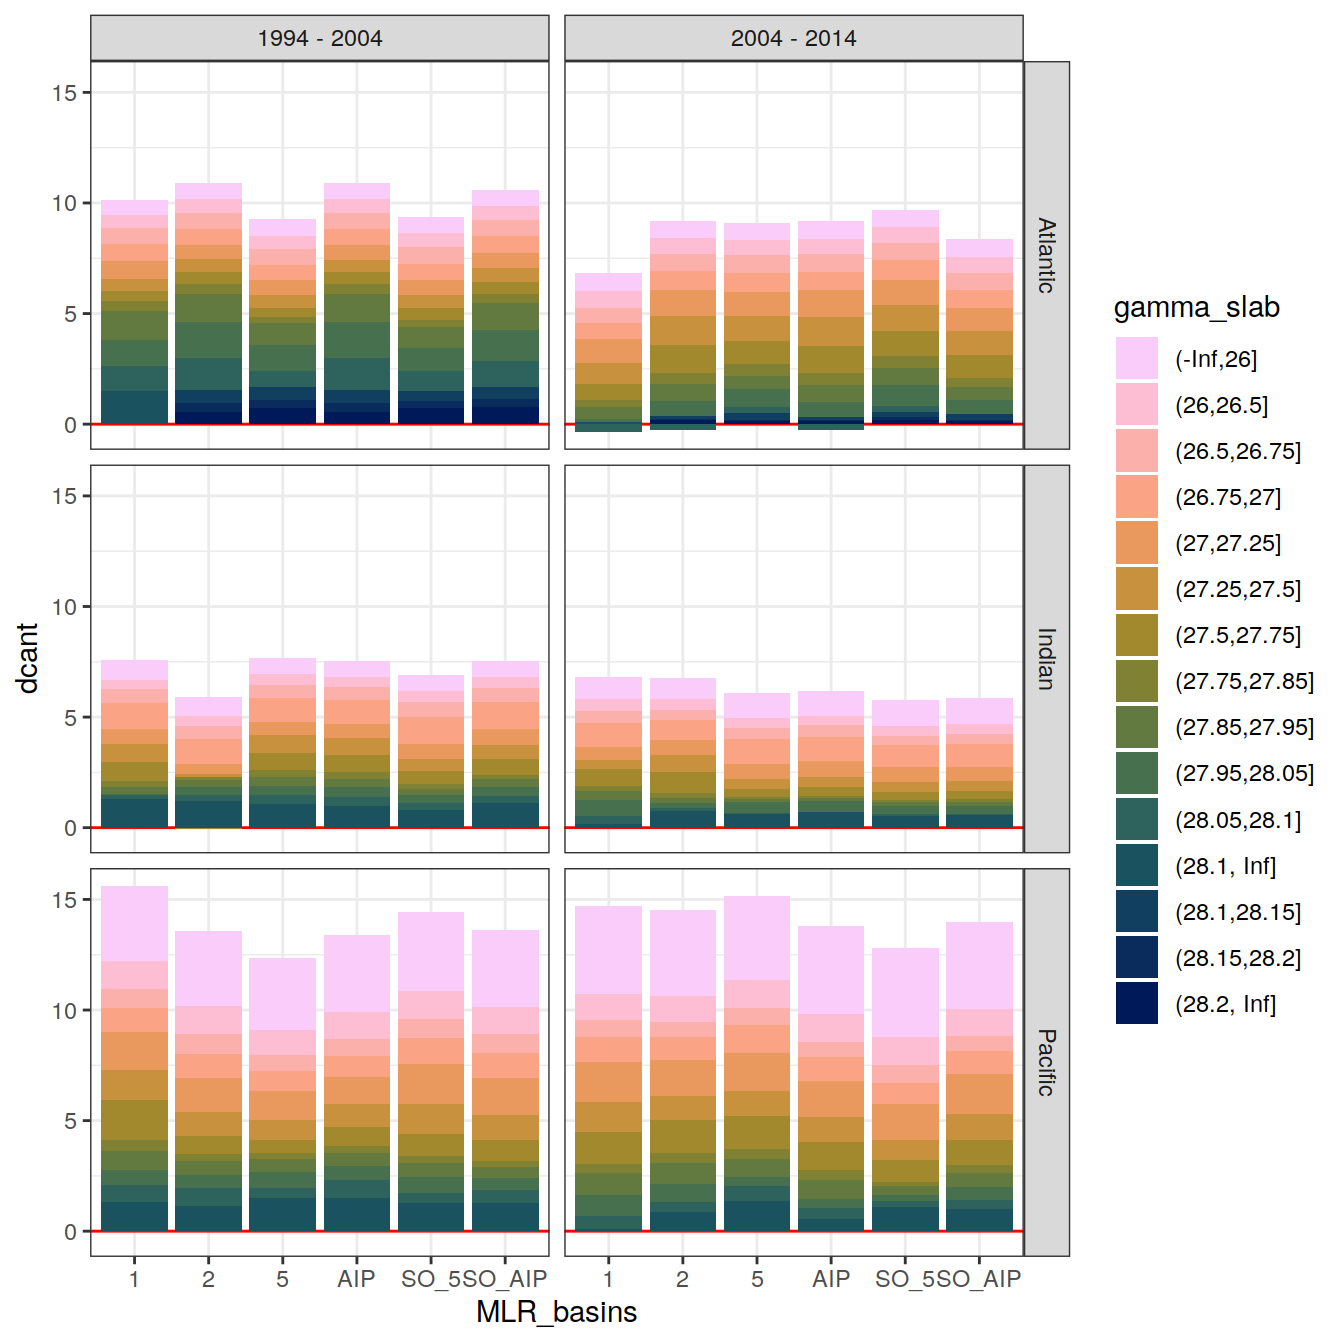 1994 - 2004
2004 - 2014
15
10
5
0
Atlantic
15
10
5
0
Indian
15
10
5
0
Pacific
dcant
1 2 5 AIP SO_5 SO_AIP
1 2 5 AIP SO_5 SO_AIP
MLR_basins
gamma_slab
(-Inf,26]
(26,26.5]
(26.5,26.75]
(26.75,27]
(27,27.25]
(27.25,27.5]
(27.5,27.75]
(27.75,27.85]
(27.85,27.95]
(27.95,28.05]
(28.05,28.1]
(28.1, Inf]
(28.1,28.15]
(28.15,28.2]
(28.2, Inf]